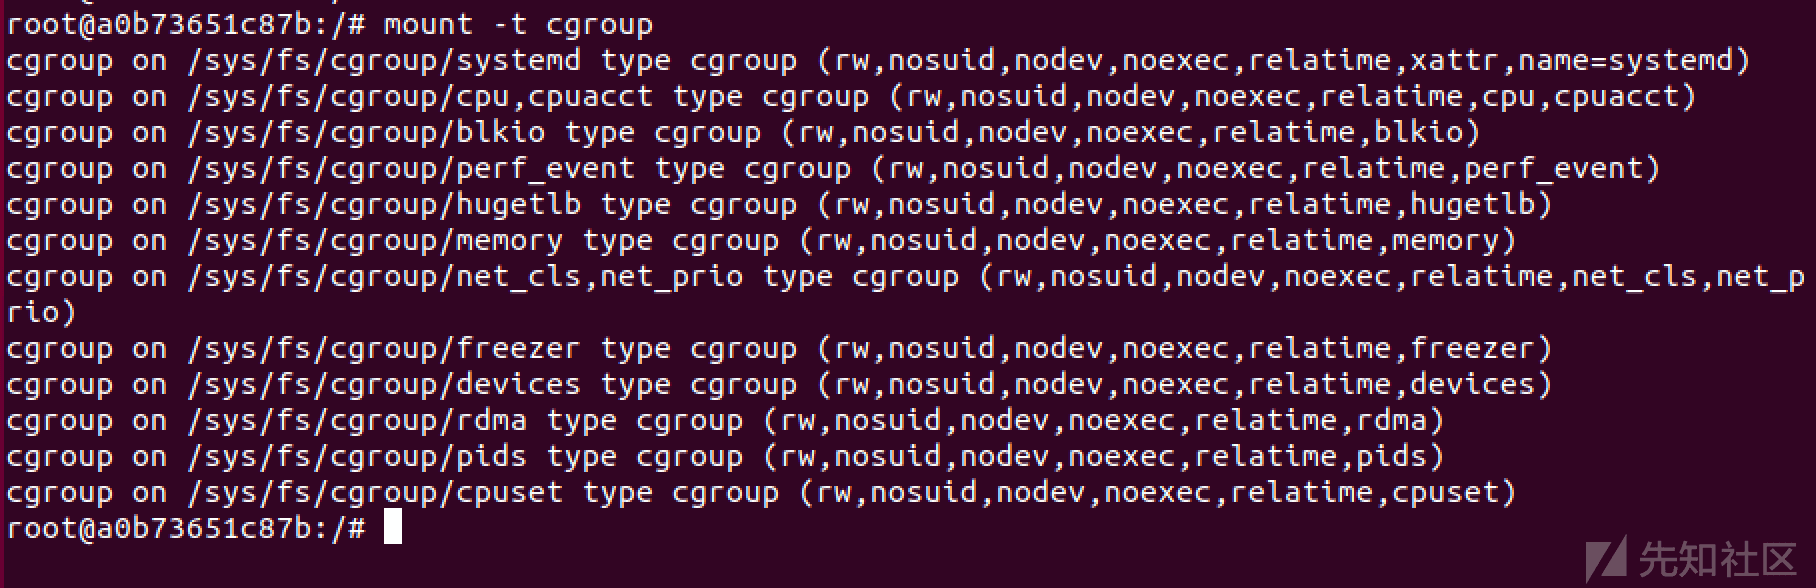 root@a0b73651c87b:/# mount -t cgroup
cgroup on /sys/fs/cgroup/systemd type cgroup (rw,nosuid,nodev,noexec,relatime,xattr,name=systemd)
cgroup on /sys/fs/cgroup/cpu,cpuacct type cgroup (rw,nosuid,nodev,noexec,relatime,cpu,cpuacct)
cgroup on /sys/fs/cgroup/blkio type cgroup (rw,nosuid,nodev,noexec,relatime,blkio)
cgroup on /sys/fs/cgroup/perf_event type cgroup (rw,nosuid,nodev,noexec,relatime,perf_event)
cgroup on /sys/fs/cgroup/hugetlb type cgroup (rw,nosuid,nodev,noexec,relatime,hugetlb)
cgroup on /sys/fs/cgroup/memory type cgroup (rw,nosuid,nodev,noexec,relatime,memory)
cgroup on /sys/fs/cgroup/net_cls,net_prio type cgroup (rw,nosuid,nodev,noexec,relatime,net_cls,net_p
rio)
cgroup on /sys/fs/cgroup/freezer type cgroup (rw,nosuid,nodev,noexec,relatime,freezer)
cgroup on /sys/fs/cgroup/devices type cgroup (rw,nosuid,nodev,noexec,relatime,devices)
cgroup on /sys/fs/cgroup/rdma type cgroup (rw,nosuid,nodev,noexec,relatime,rdma)
cgroup on /sys/fs/cgroup/pids type cgroup (rw,nosuid,nodev,noexec,relatime,pids)
cgroup on /sys/fs/cgroup/cpuset type cgroup (rw,nosuid,nodev,noexec,relatime,cpuset)
root@a0b73651c87b:/#
先知社区